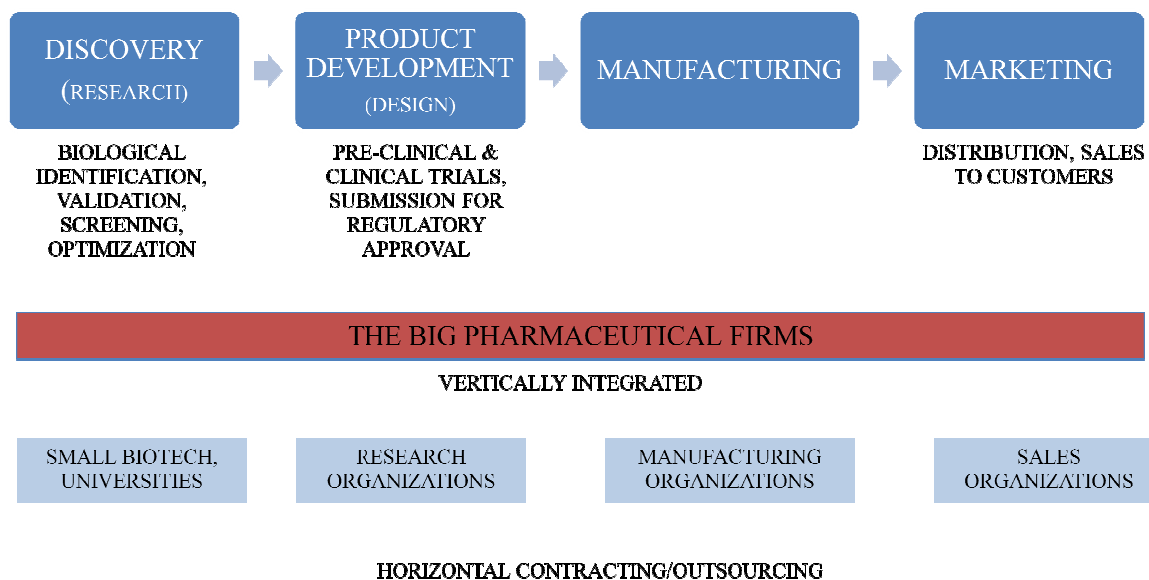 DISCOVERY
(RESEARCH)
PRODUCT
DEVELOPMENT
(DESIGN)
MANUFACTURING
MARKETING
BIOLOGICAL
IDENTIFICATION,
VALIDATION,
SCREENING,
OPTIMIZATION
PRE-CLINICAL &
CLINICAL TRIALS,
SUBMISSION FOR
REGULATORY
APPROVAL
DISTRIBUTION, SALES
TO CUSTOMERS
THE BIG PHARMACEUTICAL FIRMS
VERTICALLY INTEGRATED
SMALL BIOTECH,
UNIVERSITIES
RESEARCH
ORGANIZATIONS
MANUFACTURING
ORGANIZATIONS
SALES
ORGANIZATIONS
HORIZONTAL CONTRACTING/OUTSOURCING